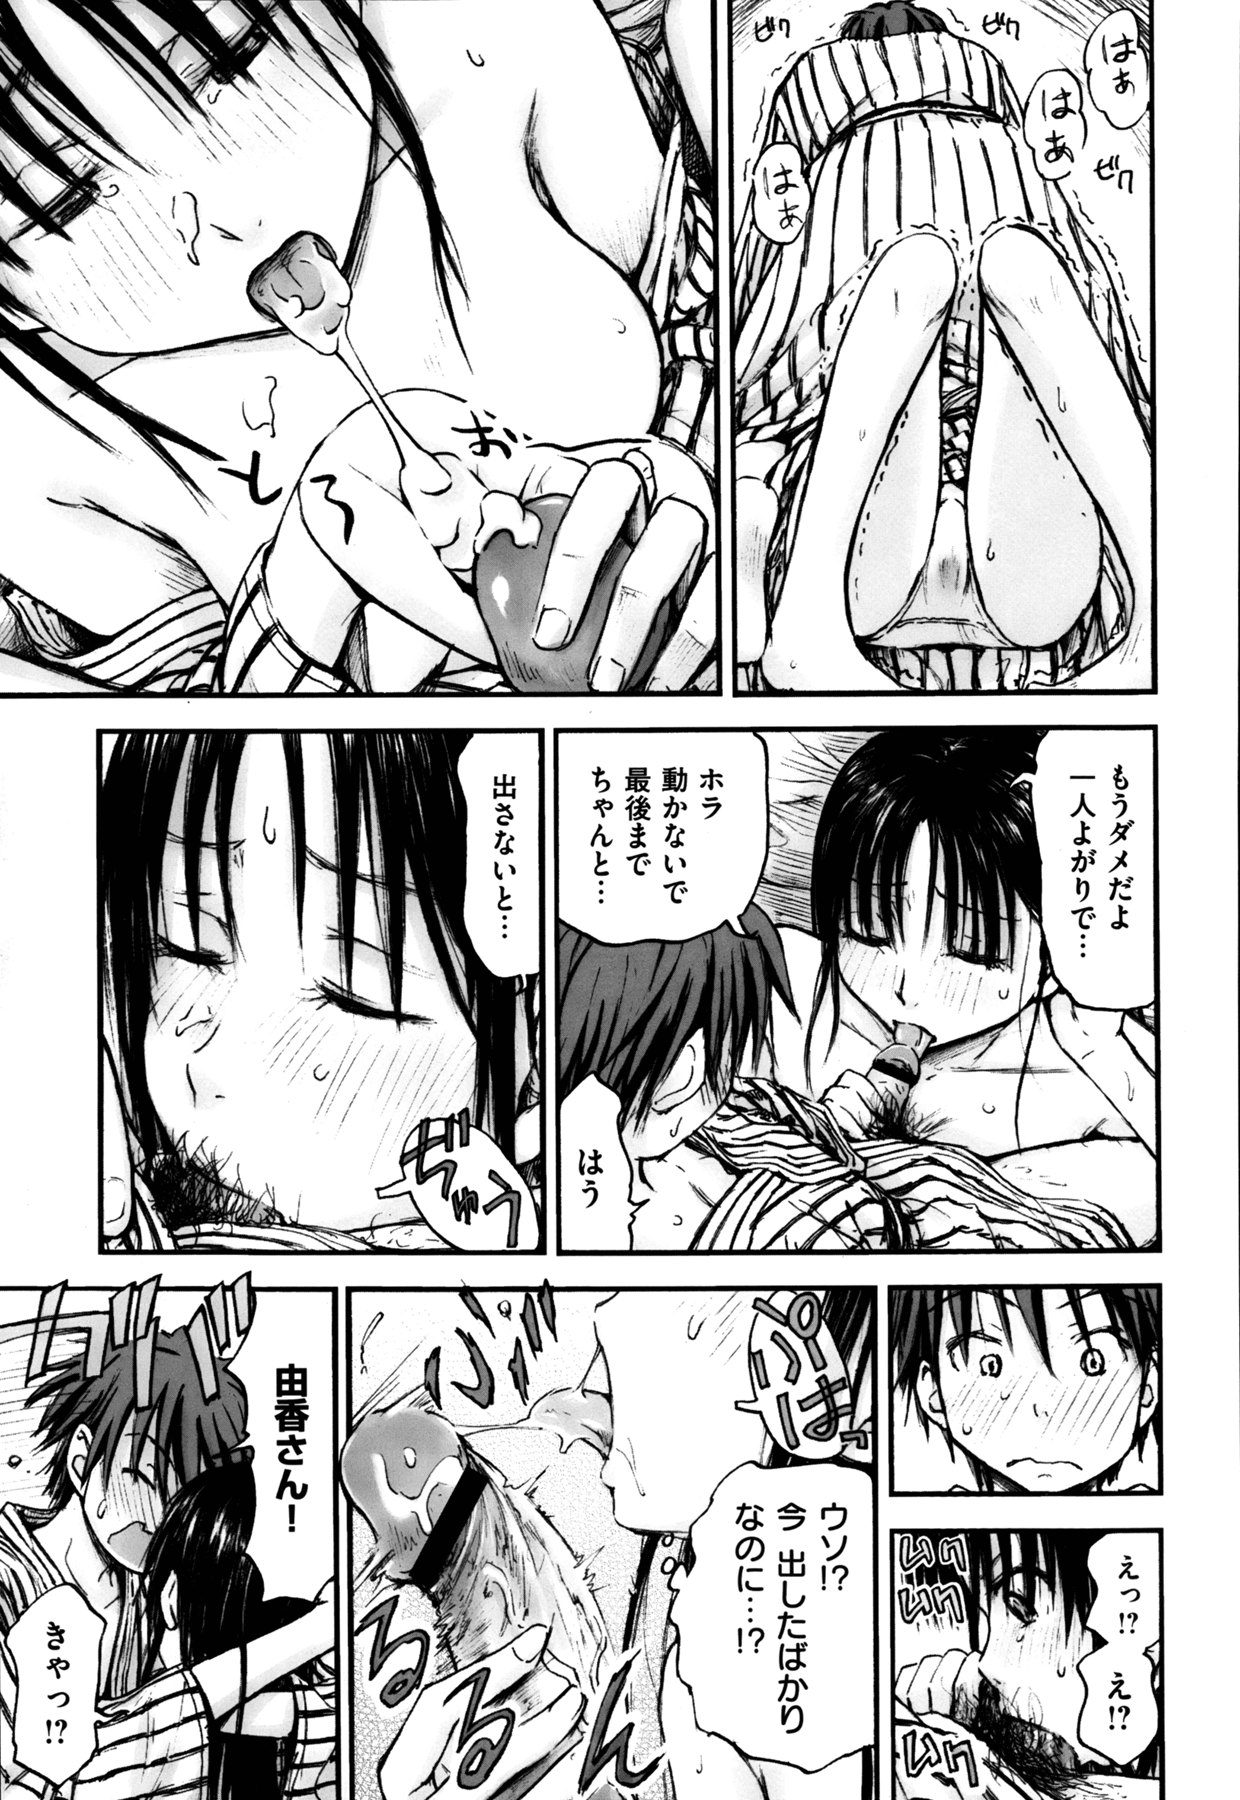 ビク
ビク
はぁ
はぁ
ビク
はぁ
お
ろ
と
もうダメだよ
一人よがりで…
ホラ
動かないで
最後まで
ちゃんと…
はう
出さないと…
ぢゅう
えっ!?
え!?
ムク
ムク
ムク
ぷはっ
ウソ!?
今 出したばかり
なのに…!?
ぶるるん
由香さん!
ガバッ
きゃっ!?